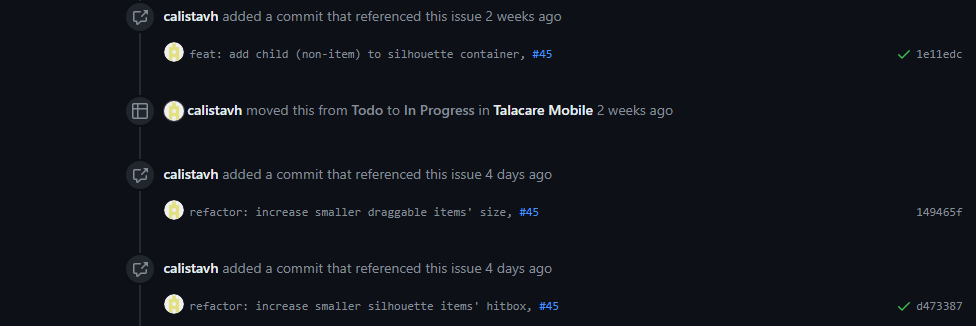 calistavh added a commit that referenced this issue 2 weeks ago
feat: add child (non-item) to silhouette container, #45 1e11edc
calistavh moved this from Todo to In Progress in Talacare Mobile 2 weeks ago
calistavh added a commit that referenced this issue 4 days ago
refactor: increase smaller draggable items' size, #45 149465f
calistavh added a commit that referenced this issue 4 days ago
refactor: increase smaller silhouette items' hitbox, #45 d473387